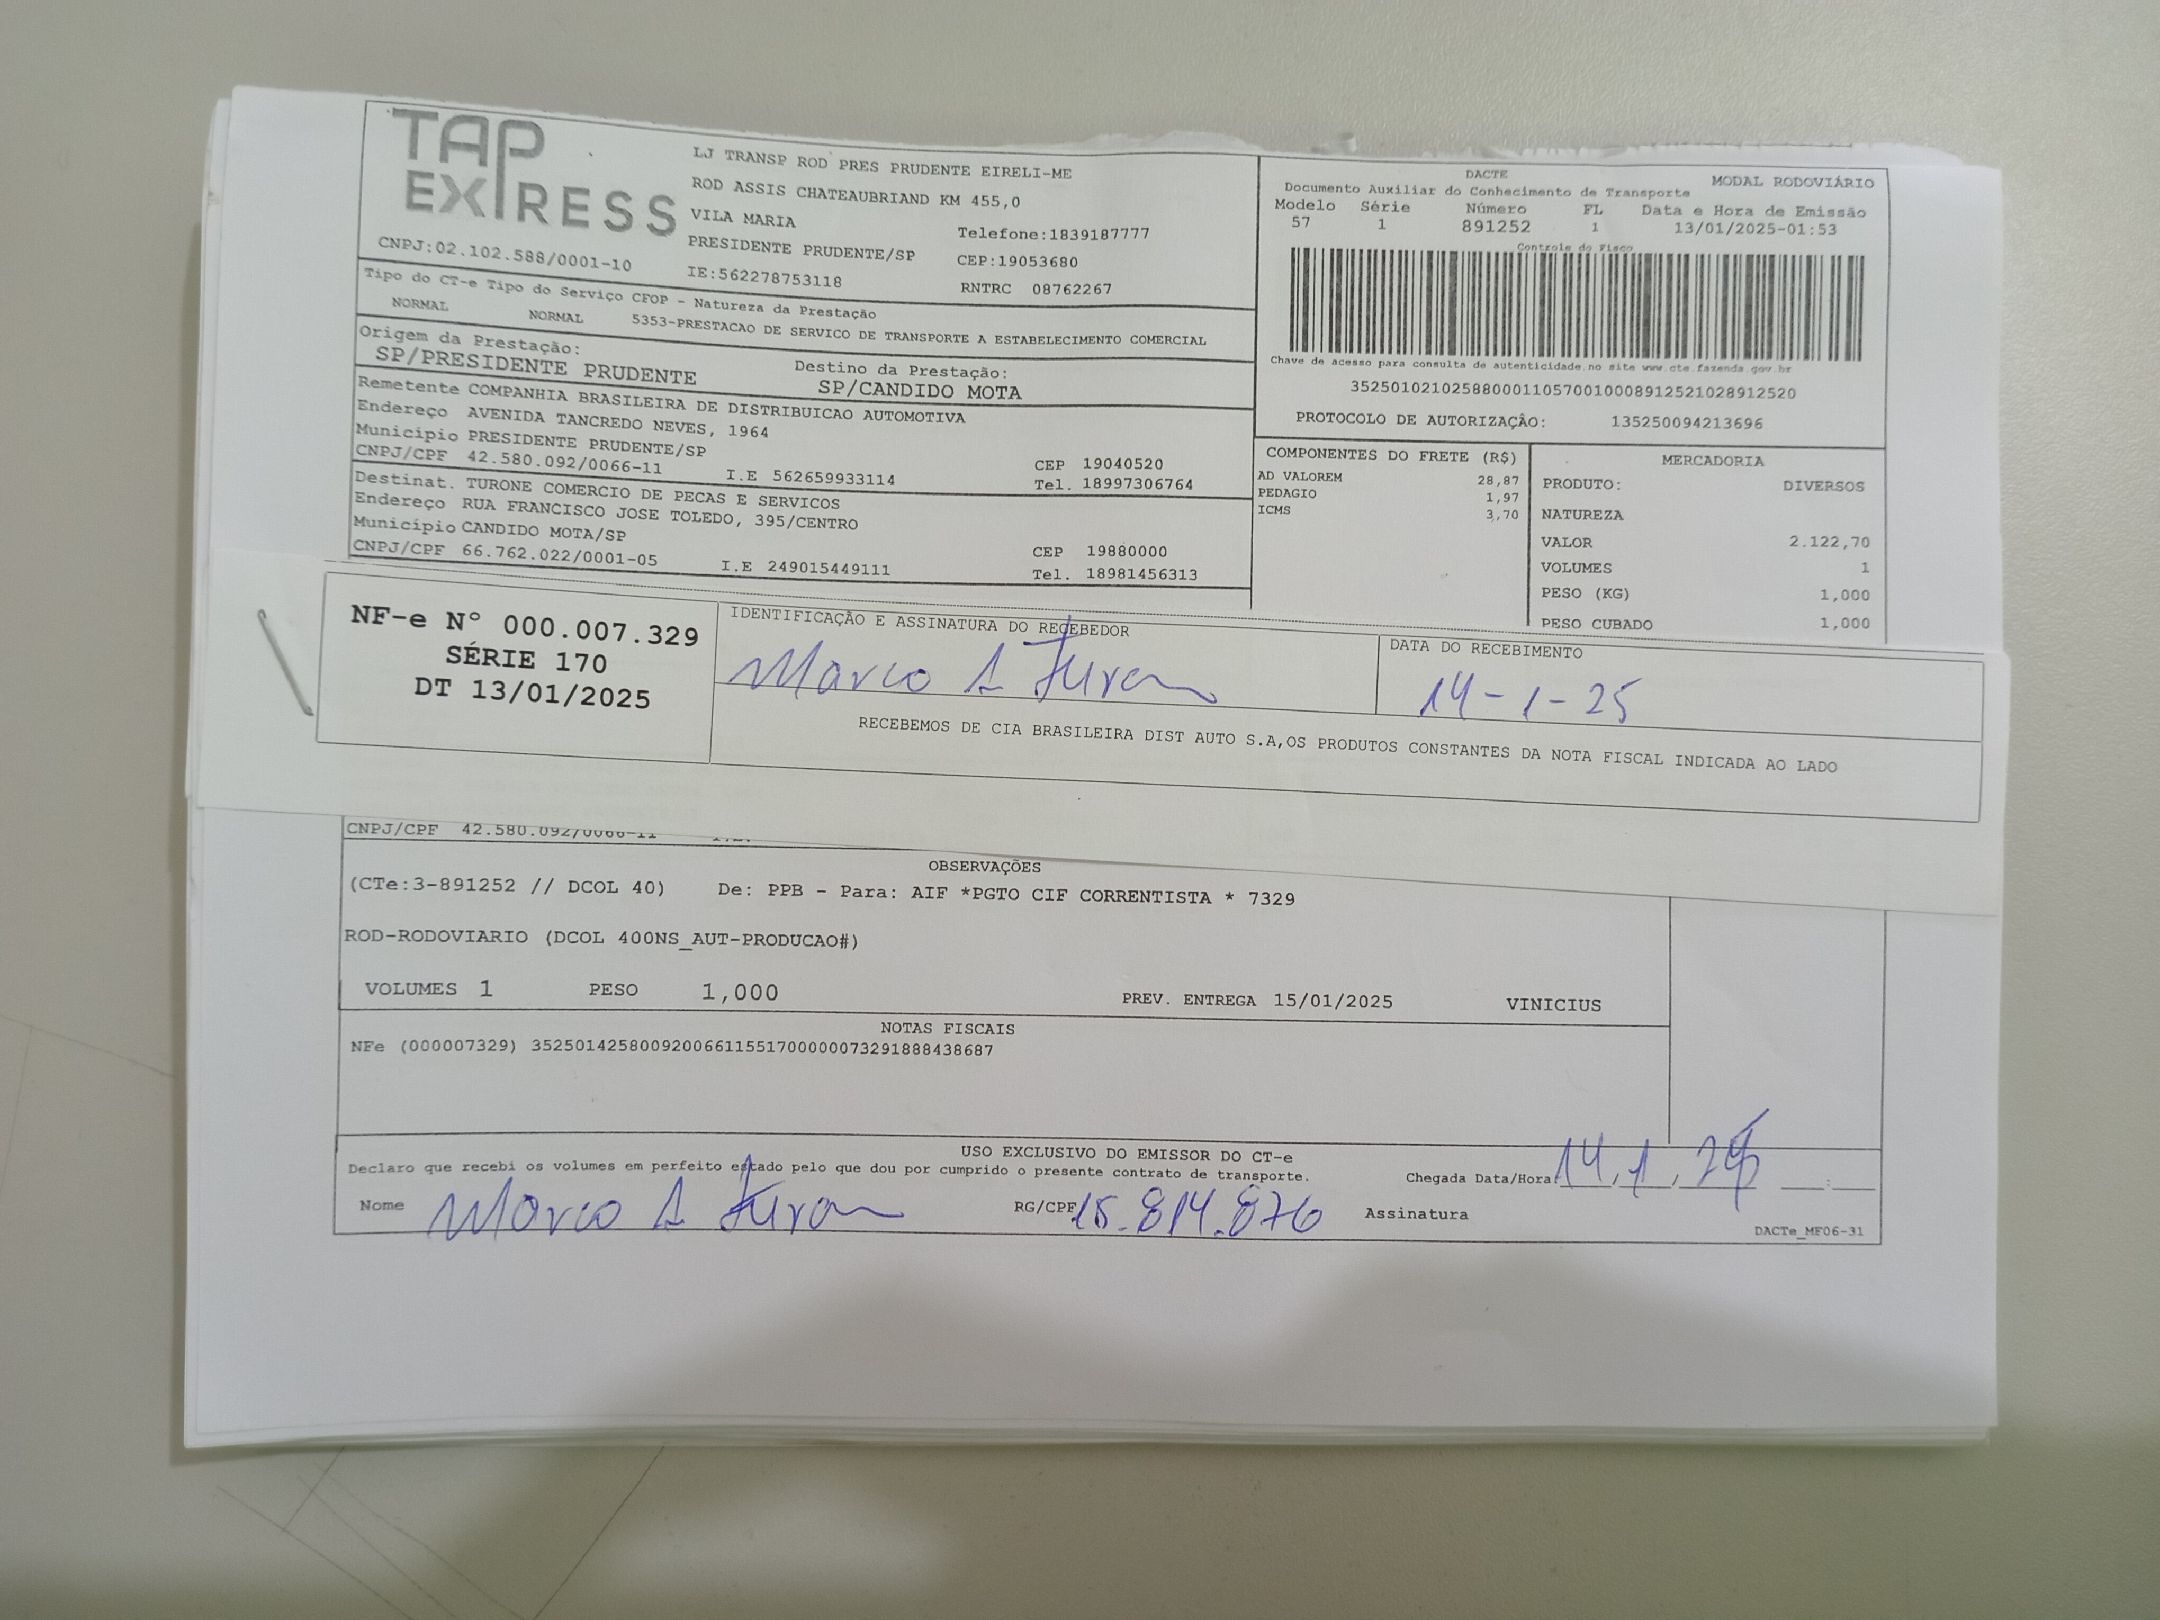 TAP
EXPRESS
CNPJ:02.102.588/0001-10
LJ TRANSP ROD PRES PRUDENTE EIRELI-ME
ROD ASSIS CHATEAUBRIAND KM 455,0
VILA MARIA
Telefone:1839187777
PRESIDENTE PRUDENTE/SP
CEP:19053680
IE:562278753118
RNTRC 08762267
DACTE
MODAL RODOVIÁRIO
Documento Auxiliar do Conhecimento de Transporte
Modelo Série Número FL Data e Hora de Emissão
57 1 891252 1 13/01/2025-01:53
Controle do Fisco
Chave de acesso para consulta de autenticidade no site www.cte.fazenda.gov.br
35250102102588000110570010008912521028912520
PROTOCOLO DE AUTORIZAÇÂO: 135250094213696
Tipo do CT-e Tipo do Serviço CFOP - Natureza da Prestação
NORMAL NORMAL 5353-PRESTACAO DE SERVICO DE TRANSPORTE A ESTABELECIMENTO COMERCIAL
Origem da Prestação:
SP/PRESIDENTE PRUDENTE
Destino da Prestação:
SP/CANDIDO MOTA
Remetente COMPANHIA BRASILEIRA DE DISTRIBUICAO AUTOMOTIVA
Endereço AVENIDA TANCREDO NEVES, 1964
Município PRESIDENTE PRUDENTE/SP
CEP 19040520
CNPJ/CPF 42.580.092/0066-11 I.E 562659933114 Tel. 18997306764
Destinat. TURONE COMERCIO DE PECAS E SERVICOS
Endereço RUA FRANCISCO JOSE TOLEDO, 395/CENTRO
Município CANDIDO MOTA/SP
CEP 19880000
CNPJ/CPF 66.762.022/0001-05 I.E 249015449111 Tel. 18981456313
COMPONENTES DO FRETE (R$)
AD VALOREM 28,87
PEDAGIO 1,97
ICMS 3,70
MERCADORIA
PRODUTO: DIVERSOS
NATUREZA
VALOR 2.122,70
VOLUMES 1
PESO (KG) 1,000
PESO CUBADO 1,000
NF-e N° 000.007.329
SÉRIE 170
DT 13/01/2025
IDENTIFICAÇÃO E ASSINATURA DO RECEBEDOR
Marco A Turon
DATA DO RECEBIMENTO
14-1-25
RECEBEMOS DE CIA BRASILEIRA DIST AUTO S.A,OS PRODUTOS CONSTANTES DA NOTA FISCAL INDICADA AO LADO
CNPJ/CPF 42.580.092/0066-11
OBSERVAÇÕES
(CTe:3-891252 // DCOL 40) De: PPB - Para: AIF *PGTO CIF CORRENTISTA * 7329
ROD-RODOVIARIO (DCOL 400NS_AUT-PRODUCAO#)
VOLUMES 1 PESO 1,000 PREV. ENTREGA 15/01/2025 VINICIUS
NOTAS FISCAIS
NFe (000007329) 35250142580092006611551700000073291888438687
USO EXCLUSIVO DO EMISSOR DO CT-e
Declaro que recebi os volumes em perfeito estado pelo que dou por cumprido o presente contrato de transporte.
Chegada Data/Hora: 14,1,25
Nome Marco A Turon RG/CPF 15.814.876 Assinatura
DACTe_MF06-31